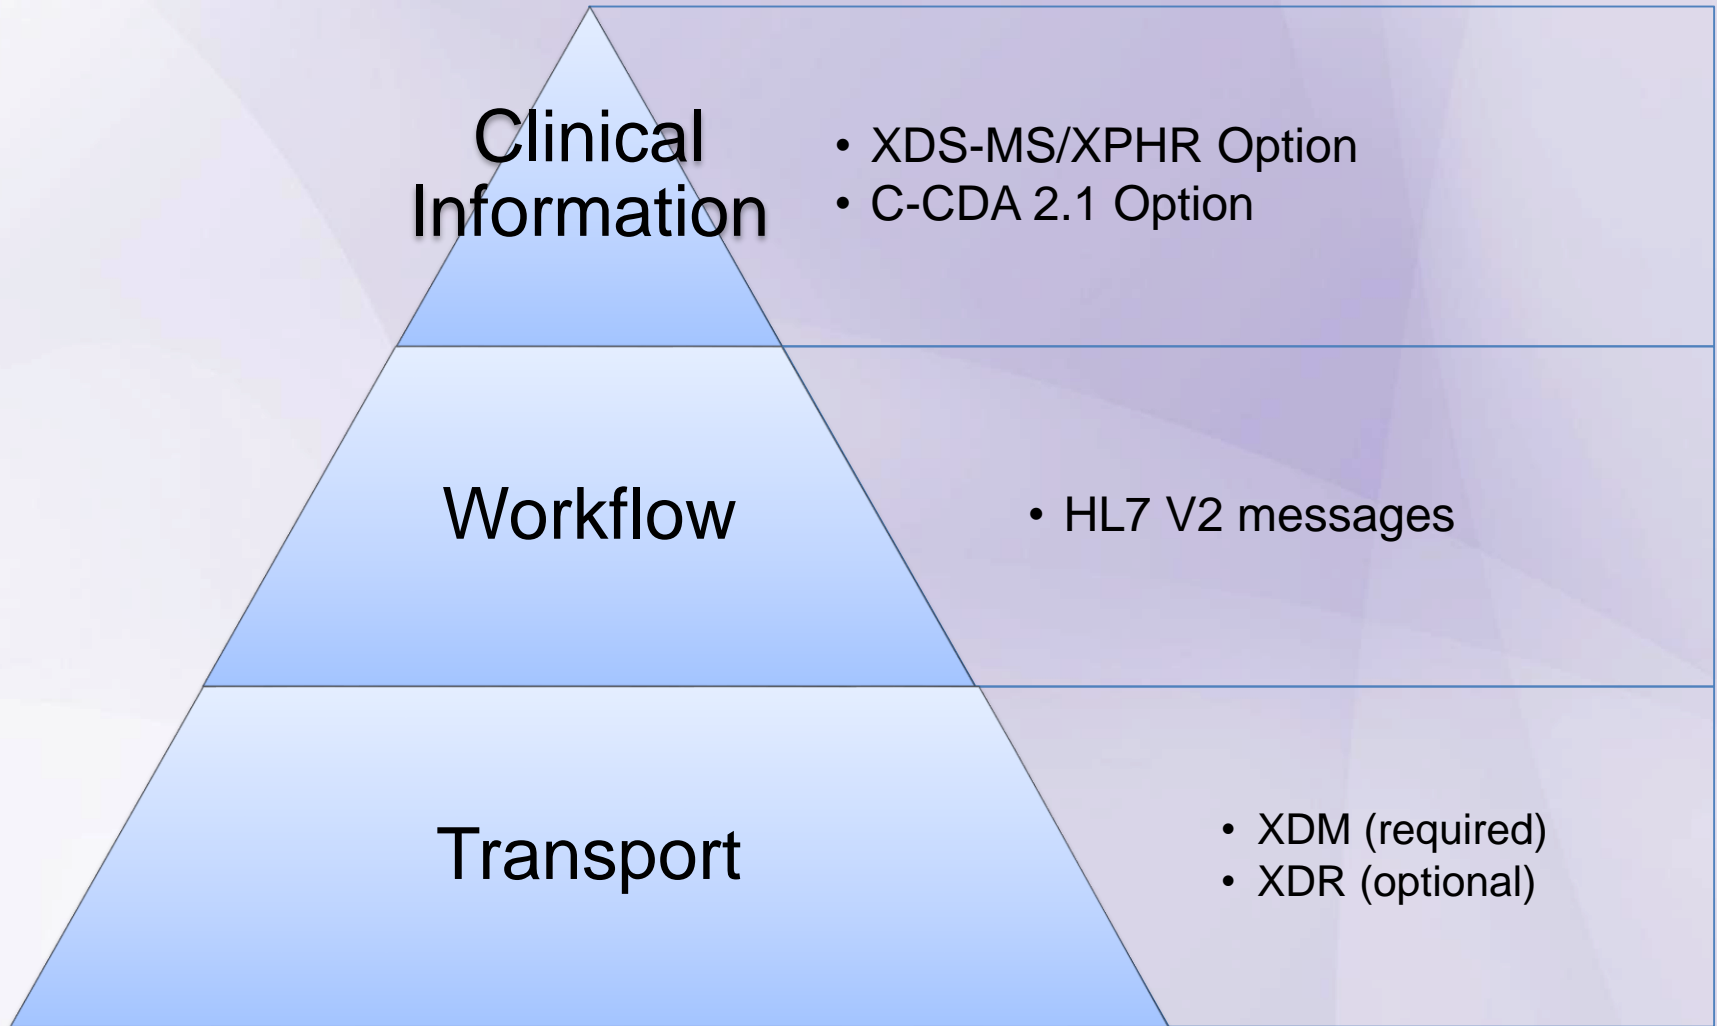 Clinical
Information
• XDS-MS/XPHR Option
• C-CDA 2.1 Option
Workflow
• HL7 V2 messages
Transport
• XDM (required)
• XDR (optional)